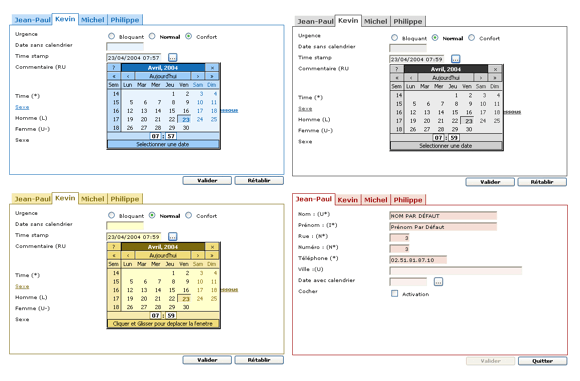 Jean-Paul Kevin Michel Philippe
Urgence Bloquant Normal Confort
Date sans calendrier
Time stamp 23/04/2004 07:57 ...
Commentaire (RU
? Avril, 2004 ×
« ‹ Aujourd'hui › »
Sem Lun Mar Mer Jeu Ven Sam Dim
14 1 2 3 4
15 5 6 7 8 9 10 11
16 12 13 14 15 16 17 18
17 19 20 21 22 23 24 25
18 26 27 28 29 30
07 : 57
Selectionner une date
Time (*)
Sexe
Homme (L)
Femme (U-)
Sexe
Valider Rétablir
Jean-Paul Kevin Michel Philippe
Urgence Bloquant Normal Confort
Date sans calendrier
Time stamp 23/04/2004 07:59 ...
Commentaire (RU
? Avril, 2004 ×
« ‹ Aujourd'hui › »
Sem Lun Mar Mer Jeu Ven Sam Dim
14 1 2 3 4
15 5 6 7 8 9 10 11
16 12 13 14 15 16 17 18
17 19 20 21 22 23 24 25
18 26 27 28 29 30
07 : 59
Selectionner une date
Time (*)
Sexe
Homme (L)
Femme (U-)
Sexe
Valider Rétablir
Jean-Paul Kevin Michel Philippe
Urgence Bloquant Normal Confort
Date sans calendrier
Time stamp 23/04/2004 07:59 ...
Commentaire (RU
? Avril, 2004 ×
« ‹ Aujourd'hui › »
Sem Lun Mar Mer Jeu Ven Sam Dim
14 1 2 3 4
15 5 6 7 8 9 10 11
16 12 13 14 15 16 17 18
17 19 20 21 22 23 24 25
18 26 27 28 29 30
07 : 59
Cliquer et Glisser pour deplacer la fenetre
Time (*)
Sexe
Homme (L)
Femme (U-)
Sexe
Valider Rétablir
Jean-Paul Kevin Michel Philippe
Nom : (U*) NOM PAR DÉFAUT
Prénom : (I*) Prénom Par Défaut
Rue : (N*) 3
Numéro : (N*) 3
Téléphone (*) 02.51.81.87.10
Ville :(U)
Date avec calendrier ...
Cocher Activation
Valider Quitter